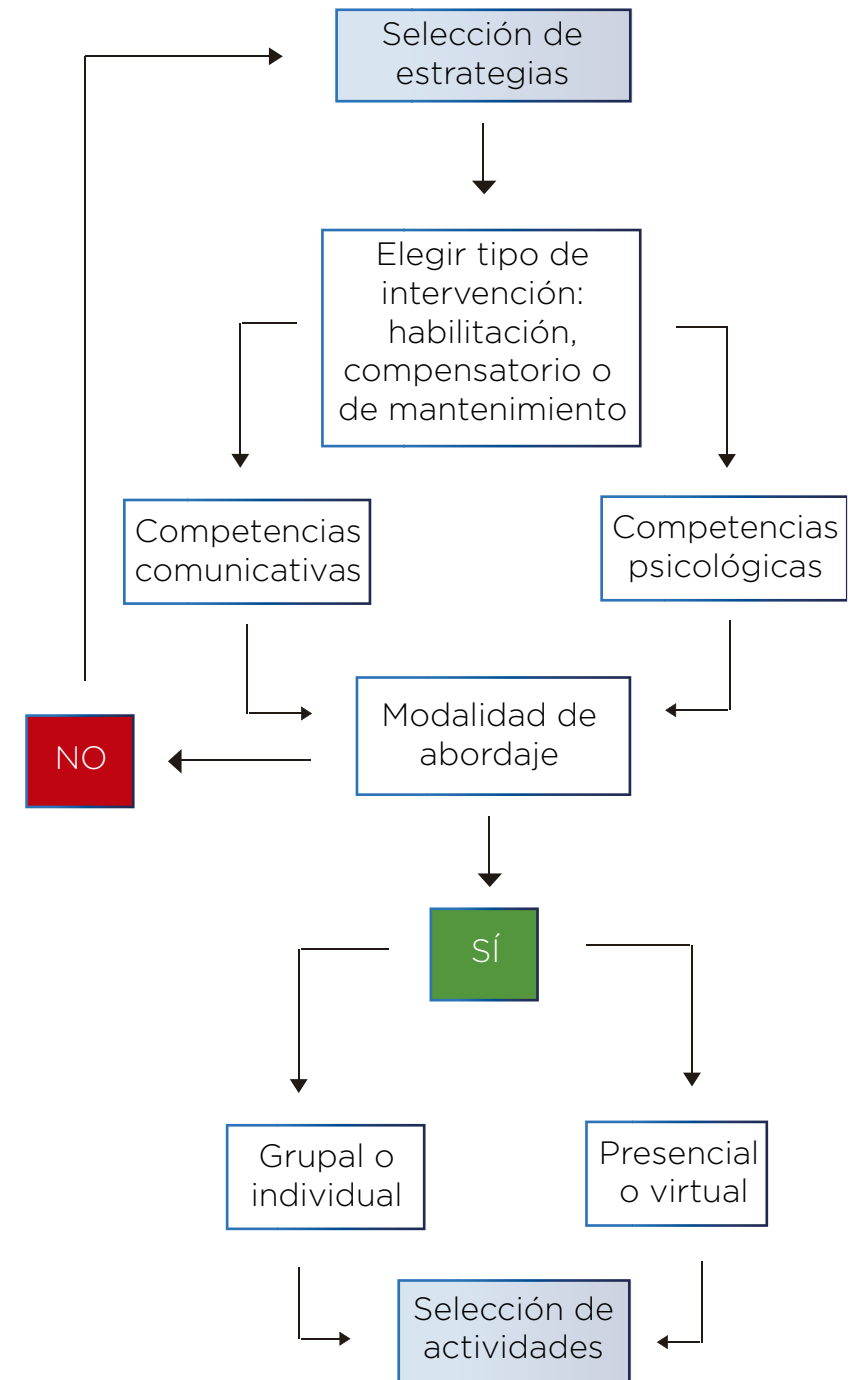 Selección de
estrategias
Elegir tipo de
intervención:
habilitación,
compensatorio o
de mantenimiento
Competencias
comunicativas
Competencias
psicológicas
Modalidad de
abordaje
NO
SÍ
Grupal o
individual
Presencial
o virtual
Selección de
actividades